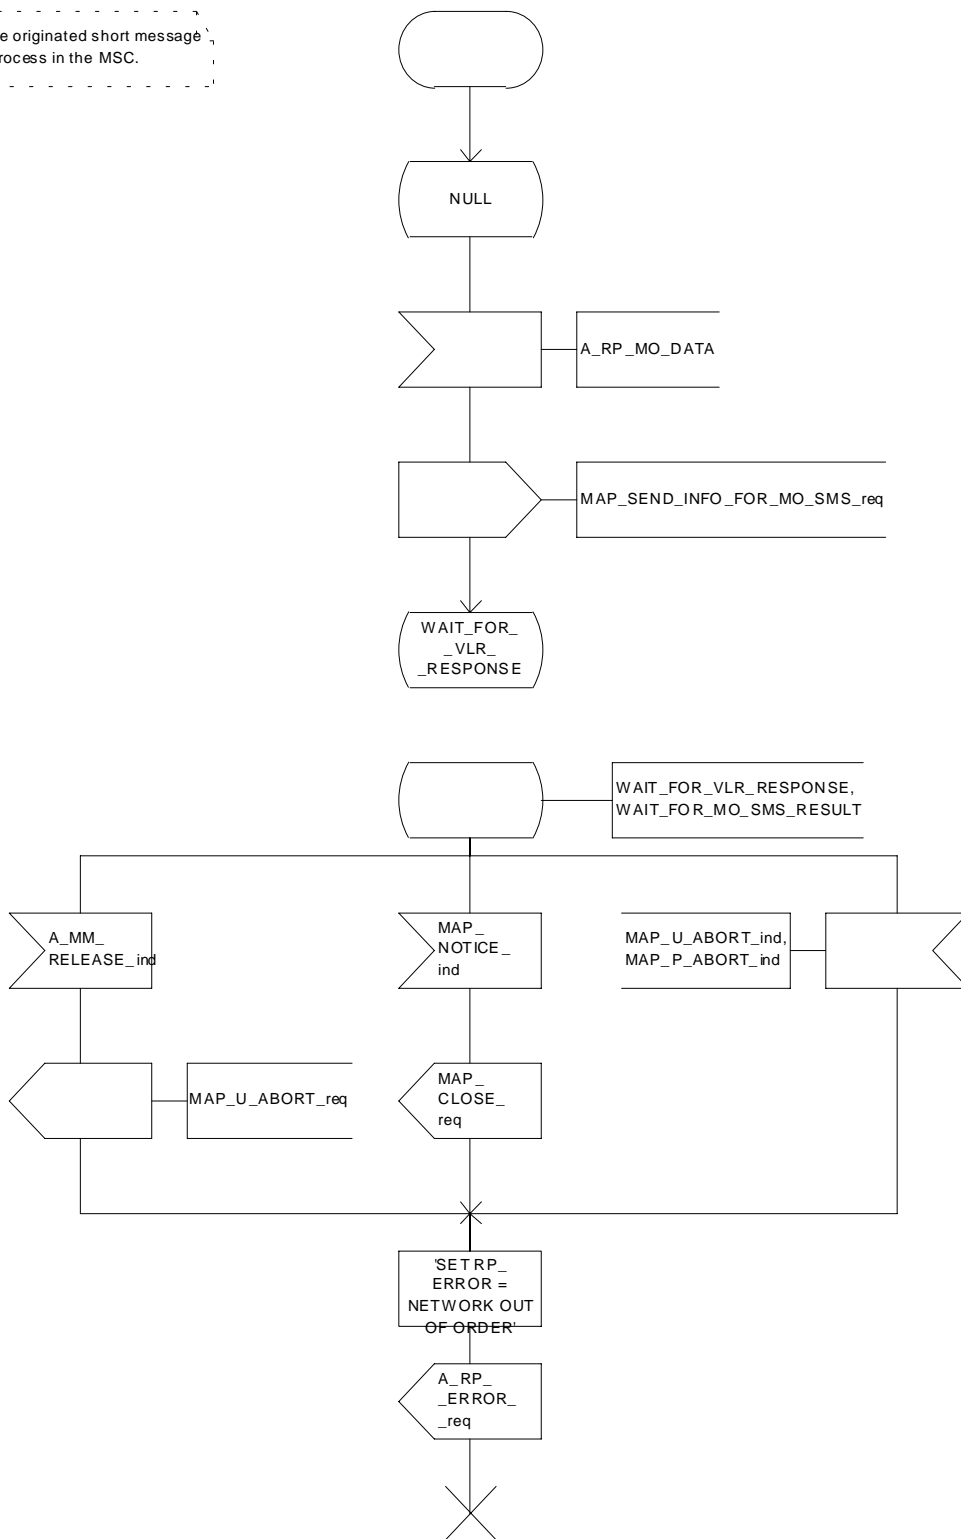 e originated short message
rocess in the MSC.
NULL
A_RP_MO_DATA
MAP_SEND_INFO_FOR_MO_SMS_req
WAIT_FOR_
_VLR_
_RESPONSE
WAIT_FOR_VLR_RESPONSE,
WAIT_FOR_MO_SMS_RESULT
A_MM_
RELEASE_ind
MAP_
NOTICE_
ind
MAP_U_ABORT_ind,
MAP_P_ABORT_ind
MAP_U_ABORT_req
MAP_
CLOSE_
req
'SET RP_
ERROR =
NETWORK OUT
OF ORDER'
A_RP_
_ERROR_
_req